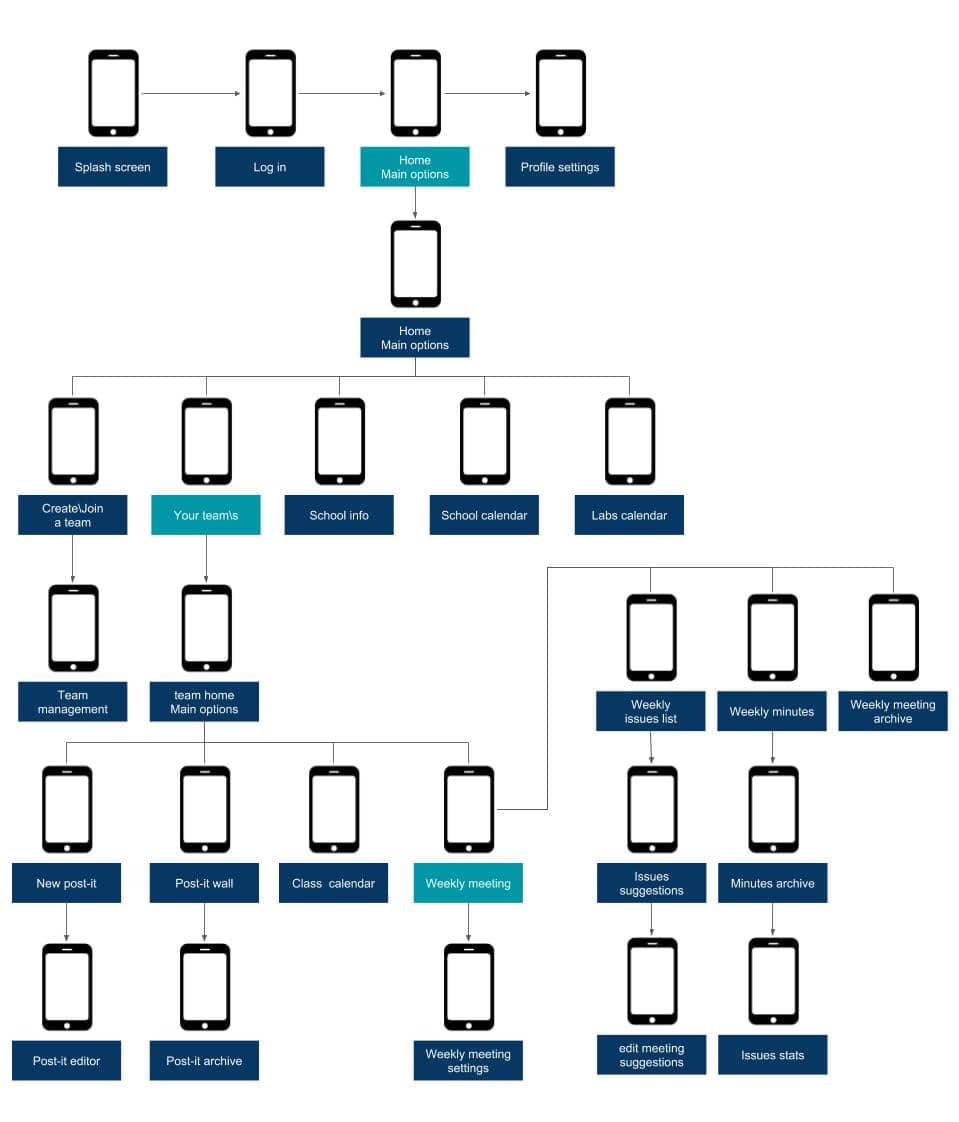 Splash screen
Log in
Home
Main options
Profile settings
Home
Main options
Create\Join
a team
Your team\s
School info
School calendar
Labs calendar
Team
management
team home
Main options
Weekly
issues list
Weekly minutes
Weekly meeting
archive
New post-it
Post-it wall
Class calendar
Weekly meeting
Issues
suggestions
Minutes archive
Post-it editor
Post-it archive
Weekly meeting
settings
edit meeting
suggestions
Issues stats